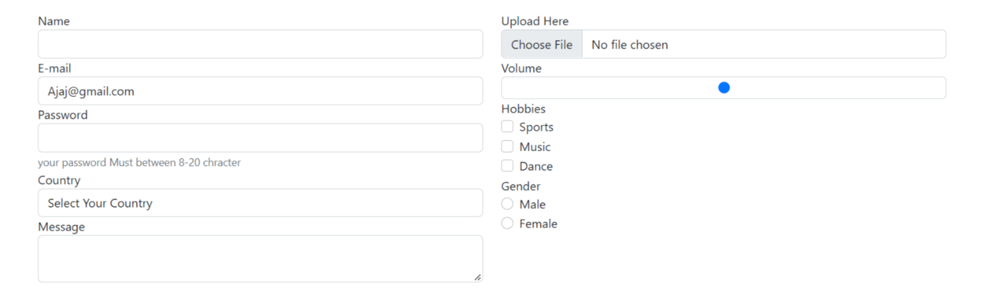 Name
E-mail
Ajaj@gmail.com
Password
your password Must between 8-20 chracter
Country
Select Your Country
Message
Upload Here
Choose File No file chosen
Volume
Hobbies
Sports
Music
Dance
Gender
Male
Female